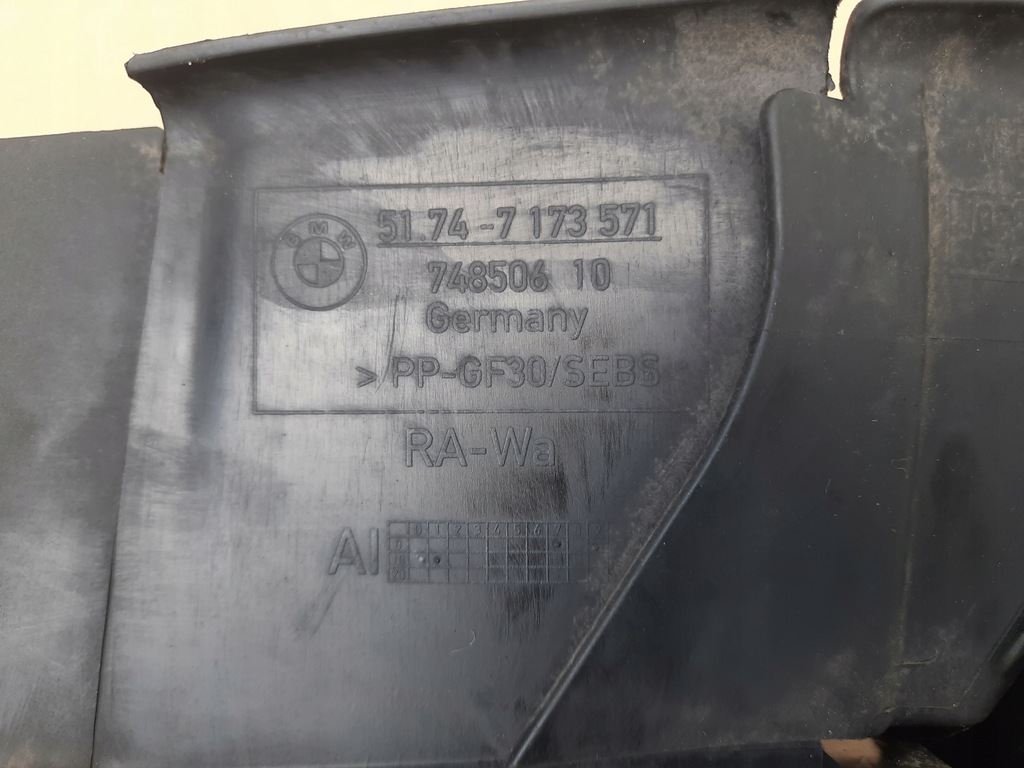 BMW
51.74-7 173 571
748506 10
Germany
>PP-GF30/SEBS
RA-Wa
AI